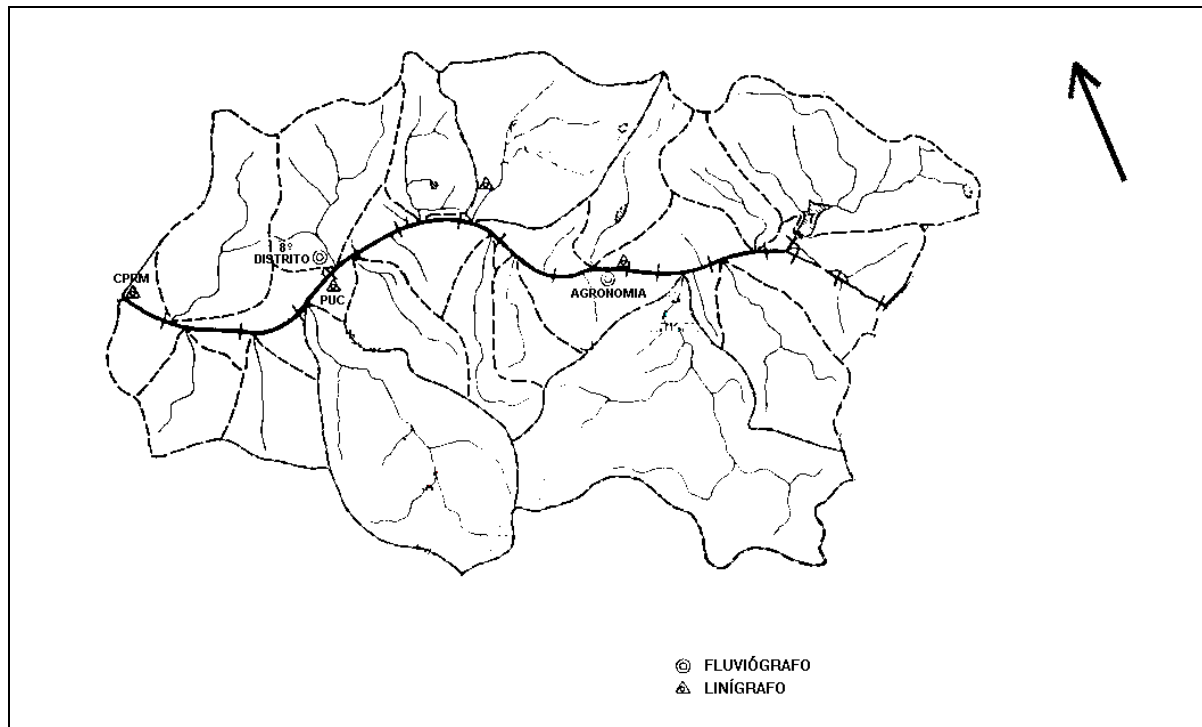 8º
DISTRITO
CPRM
PUC
AGRONOMIA
FLUVIÓGRAFO
LINÍGRAFO